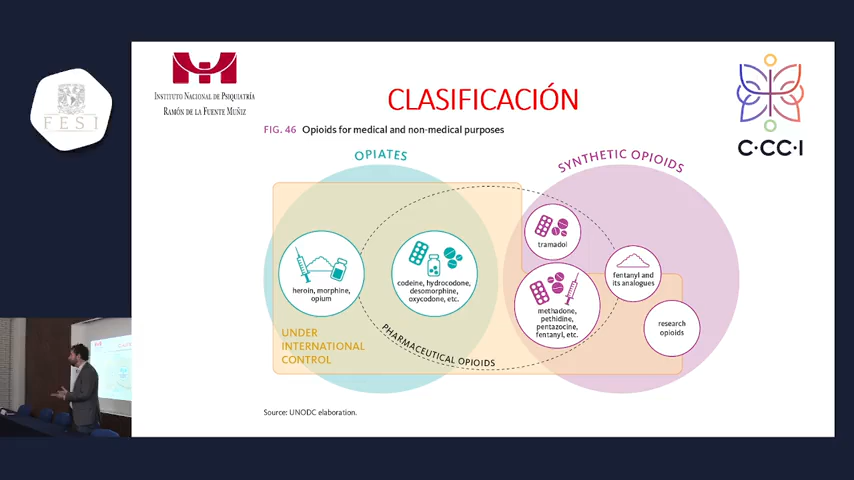 FESI
INSTITUTO NACIONAL DE PSIQUIATRÍA
RAMÓN DE LA FUENTE MUÑIZ
CLASIFICACIÓN
C·CC·I
FIG. 46 Opioids for medical and non-medical purposes
OPIATES
SYNTHETIC OPIOIDS
heroin, morphine,
opium
codeine, hydrocodone,
desomorphine,
oxycodone, etc.
tramadol
methadone,
pethidine,
pentazocine,
fentanyl, etc.
fentanyl and
its analogues
research
opioids
UNDER
INTERNATIONAL
CONTROL
PHARMACEUTICAL OPIOIDS
Source: UNODC elaboration.